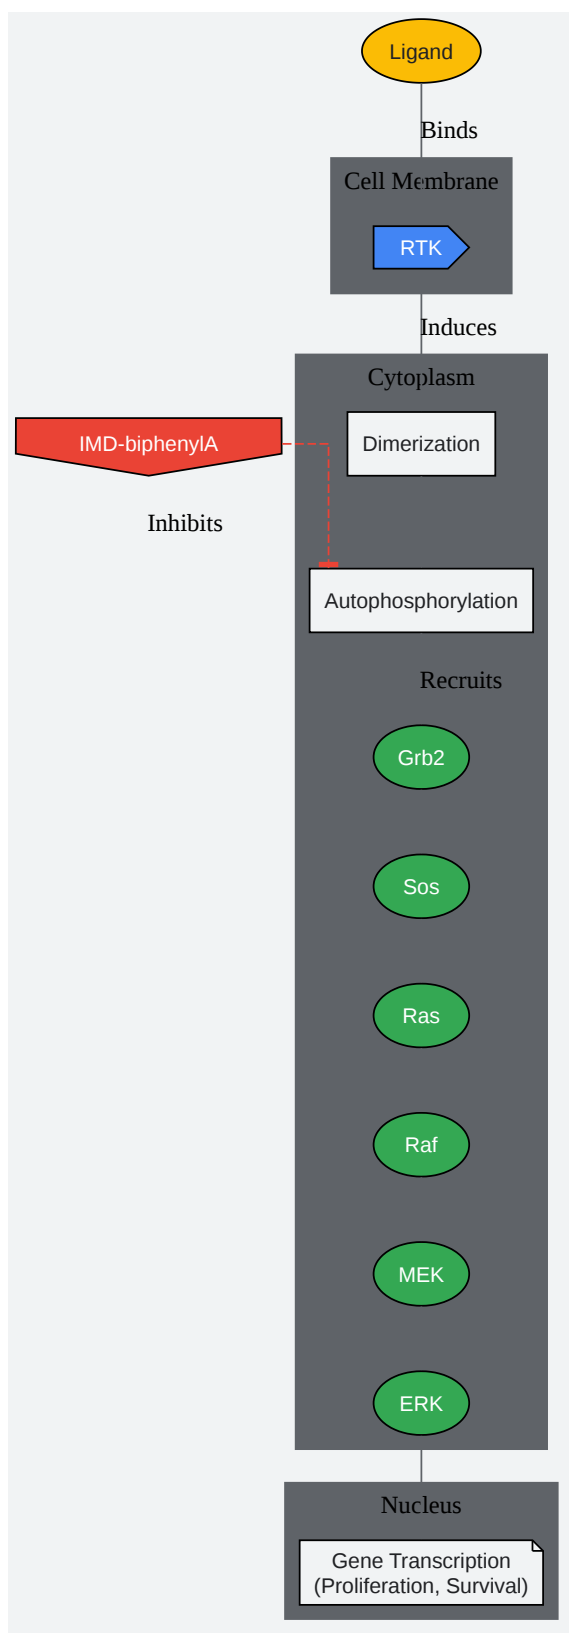 Ligand
Binds
Cell Membrane
RTK
Induces
Cytoplasm
IMD-biphenylA
Dimerization
Inhibits
Autophosphorylation
Recruits
Grb2
Sos
Ras
Raf
MEK
ERK
Nucleus
Gene Transcription
(Proliferation, Survival)